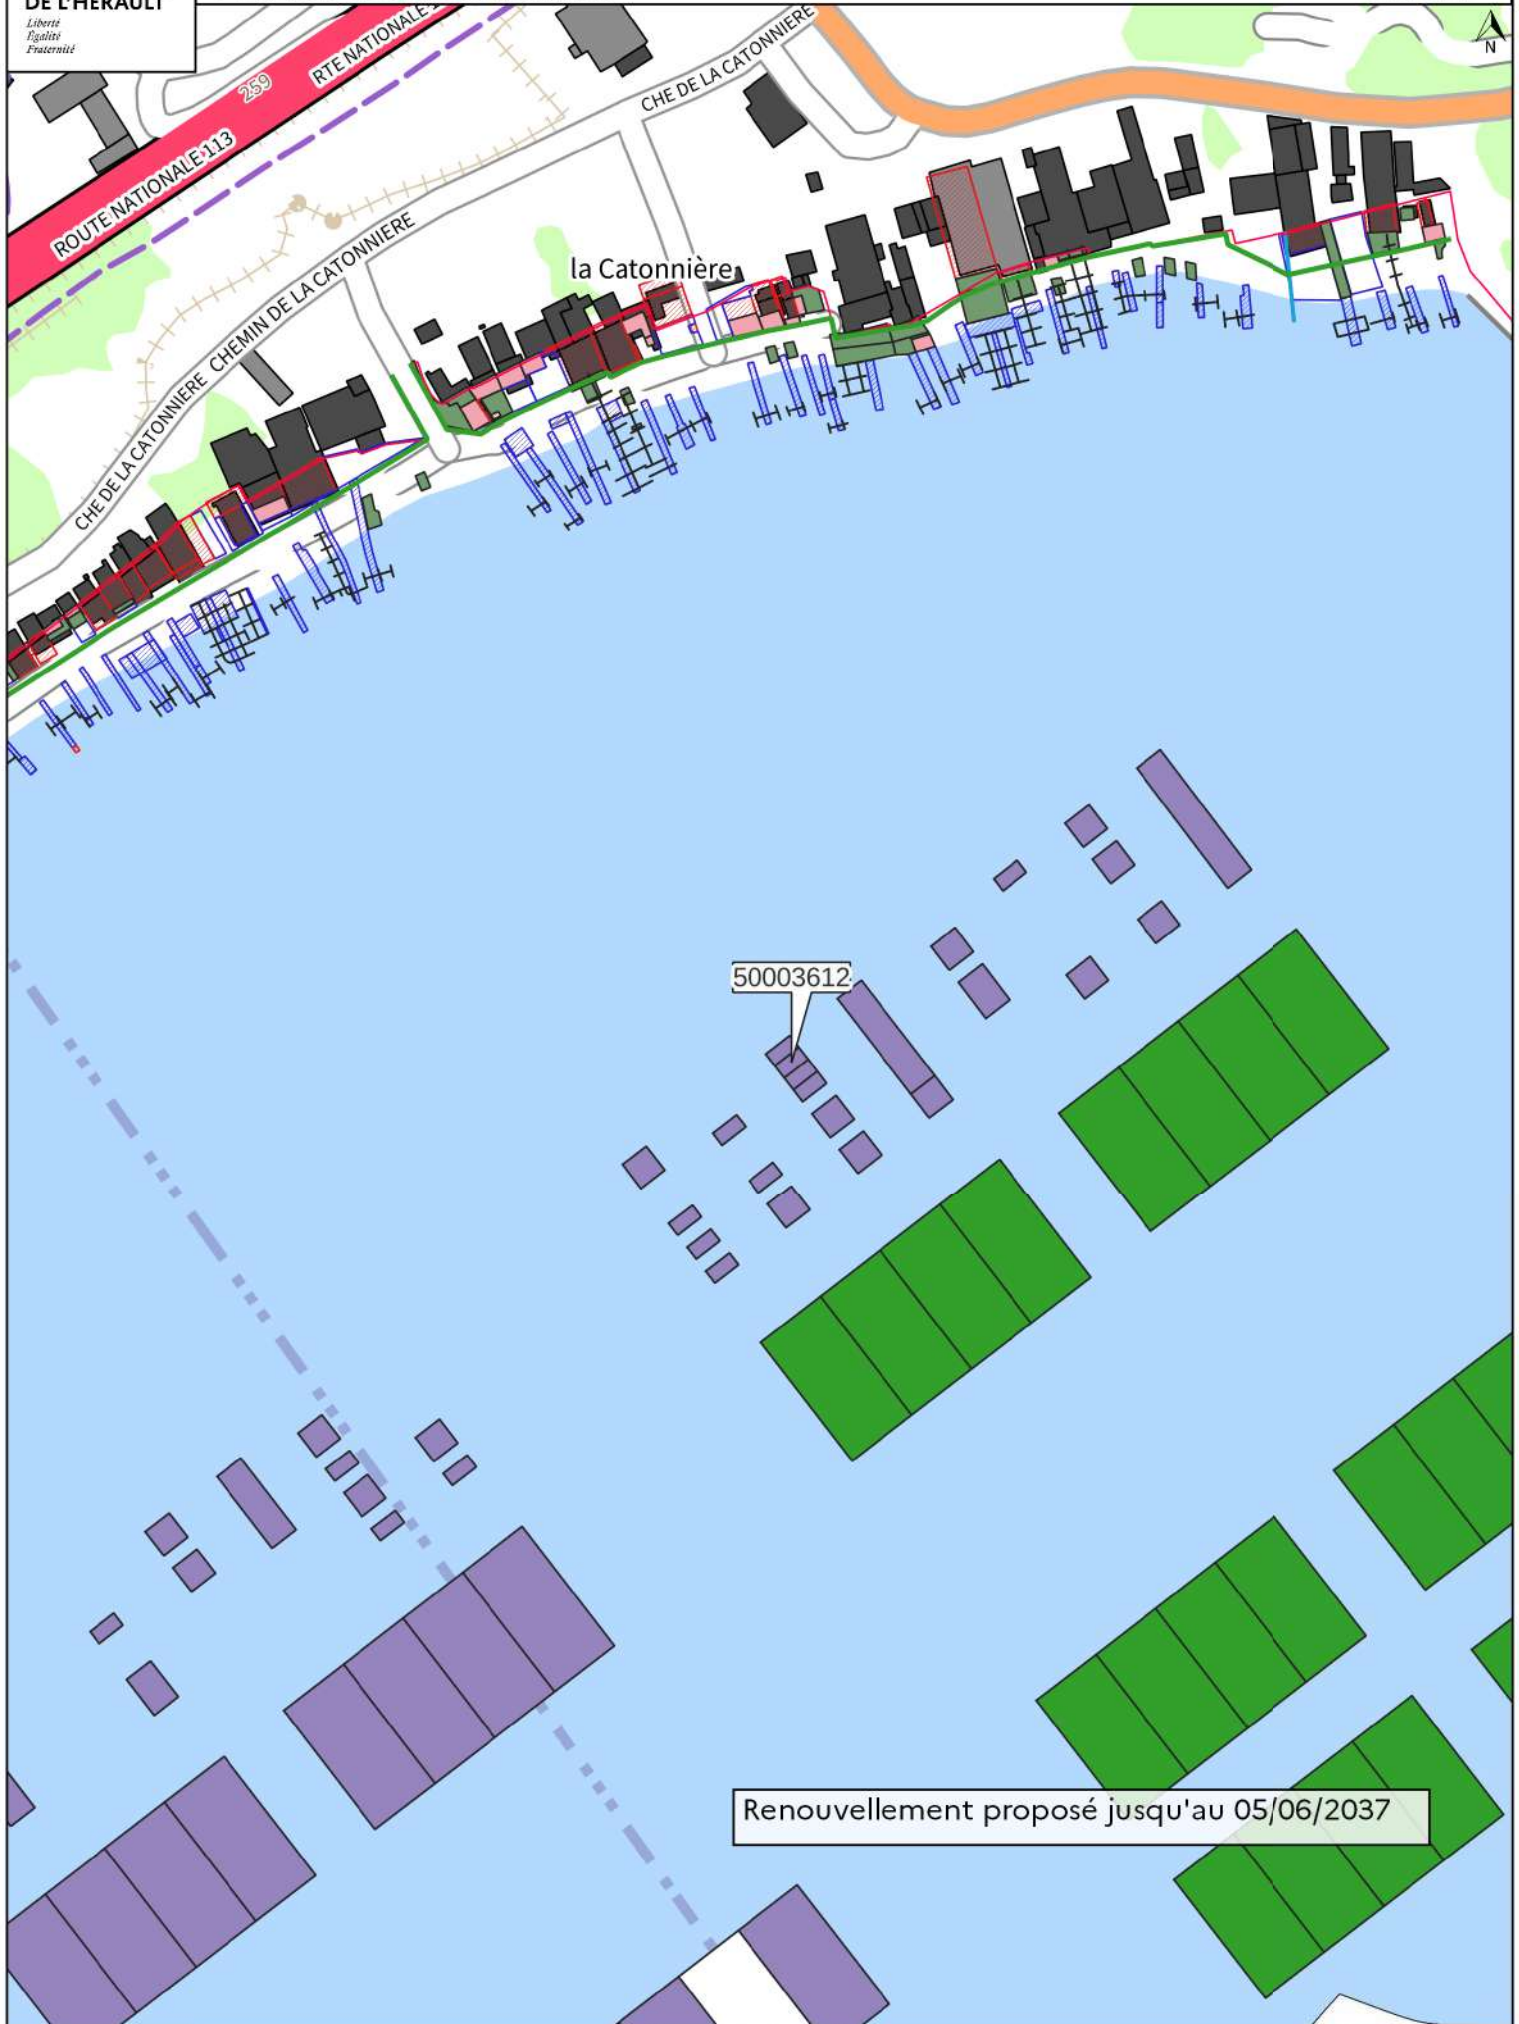 DE L'HÉRAULT
Liberté
Égalité
Fraternité
259
RTE NATIONALE
ROUTE NATIONALE 113
CHE DE LA CATONNIERE
N
CHEMIN DE LA CATONNIERE
CHE DE LA CATONNIERE
la Catonnière
50003612
Renouvellement proposé jusqu'au 05/06/2037